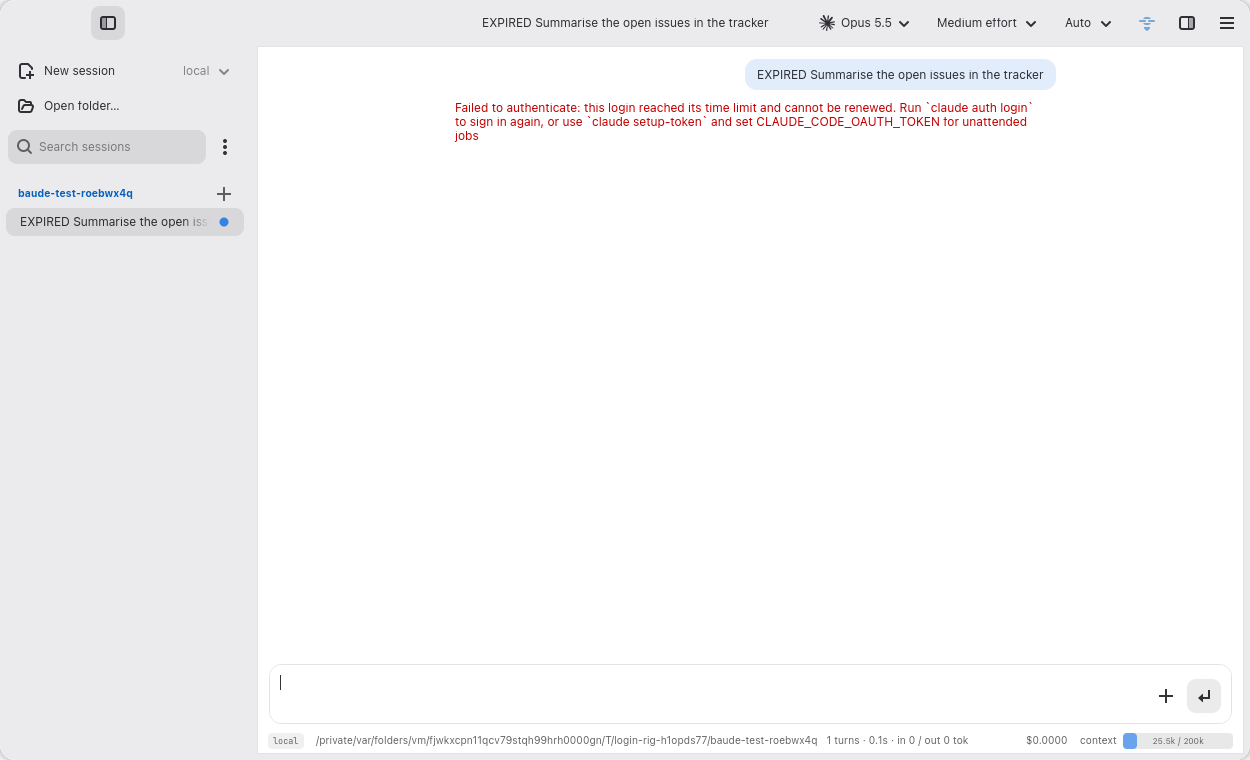 EXPIRED Summarise the open issues in the tracker
Opus 5.5
Medium effort
Auto
New session
local
Open folder...
Search sessions
baude-test-roebwx4q
EXPIRED Summarise the open iss
EXPIRED Summarise the open issues in the tracker
Failed to authenticate: this login reached its time limit and cannot be renewed. Run `claude auth login`
to sign in again, or use `claude setup-token` and set CLAUDE_CODE_OAUTH_TOKEN for unattended
jobs
local
/private/var/folders/vm/fjwkxcpn11qcv79stqh99hrh0000gn/T/login-rig-h1opds77/baude-test-roebwx4q
1 turns · 0.1s · in 0 / out 0 tok
$0.0000
context
25.5k / 200k